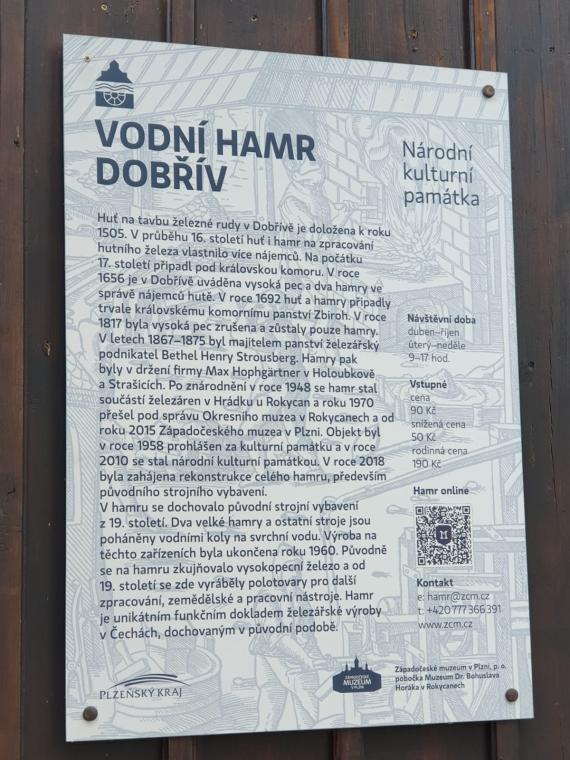 VODNÍ HAMR
DOBŘÍV
Národní
kulturní
památka
Huť na tavbu železné rudy v Dobřívě je doložena k roku
1505. V průběhu 16. století huť i hamr na zpracování
hutního železa vlastnilo více nájemců. Na počátku
17. století připadl pod královskou komoru. V roce
1656 je v Dobřívě uváděna vysoká pec a dva hamry ve
správě nájemců hutě. V roce 1692 huť a hamry připadly
trvale královskému komornímu panství Zbiroh. V roce
1817 byla vysoká pec zrušena a zůstaly pouze hamry.
V letech 1867–1875 byl majitelem panství železářský
podnikatel Bethel Henry Strousberg. Hamry pak
byly v držení firmy Max Hophgärtner v Holoubkově
a Strašicích. Po znárodnění v roce 1948 se hamr stal
součástí železáren v Hrádku u Rokycan a roku 1970
přešel pod správu Okresního muzea v Rokycanech a od
roku 2015 Západočeského muzea v Plzni. Objekt byl
v roce 1958 prohlášen za kulturní památku a v roce
2010 se stal národní kulturní památkou. V roce 2018
byla zahájena rekonstrukce celého hamru, především
původního strojního vybavení.
V hamru se dochovalo původní strojní vybavení
z 19. století. Dva velké hamry a ostatní stroje jsou
poháněny vodními koly na svrchní vodu. Výroba na
těchto zařízeních byla ukončena roku 1960. Původně
se na hamru zkujňovalo vysokopecní železo a od
19. století se zde vyráběly polotovary pro další
zpracování, zemědělské a pracovní nástroje. Hamr
je unikátním funkčním dokladem železářské výroby
v Čechách, dochovaným v původní podobě.
Návštěvní doba
duben–říjen
úterý–neděle
9–17 hod.
Vstupné
cena
90 Kč
snížená cena
50 Kč
rodinná cena
190 Kč
Hamr online
M
Kontakt
e: hamr@zcm.cz
t: +420 777 366 391
www.zcm.cz
PLZEŇSKÝ KRAJ
ZÁPADOČESKÉ
MUZEUM
V PLZNI
Západočeské muzeum v Plzni, p. o.
pobočka Muzeum Dr. Bohuslava
Horáka v Rokycanech